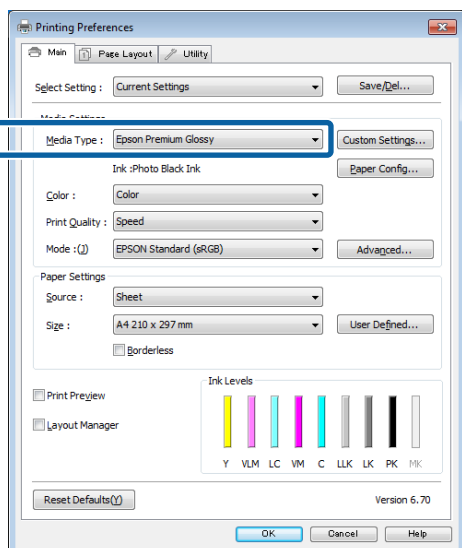 Printing Preferences
Main Page Layout Utility
Select Setting : Current Settings Save/Del...
Media Settings
Media Type : Epson Premium Glossy Custom Settings...
Ink :Photo Black Ink Paper Config...
Color : Color
Print Quality : Speed
Mode :(J) EPSON Standard (sRGB) Advanced...
Paper Settings
Source : Sheet
Size : A4 210 x 297 mm User Defined...
Borderless
Ink Levels
Print Preview
Layout Manager
Y VLM LC VM C LLK LK PK MK
Reset Defaults(Y) Version 6.70
OK Cancel Help